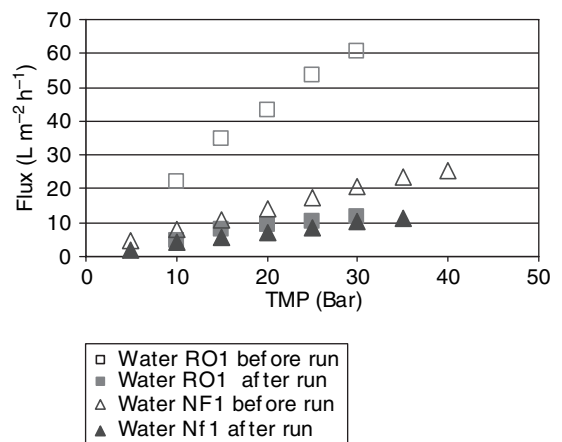 70
60
50
40
30
20
10
0
Flux (L m⁻² h⁻¹)
0 10 20 30 40 50
TMP (Bar)
Water RO1 before run
Water RO1 after run
Water NF1 before run
Water Nf1 after run